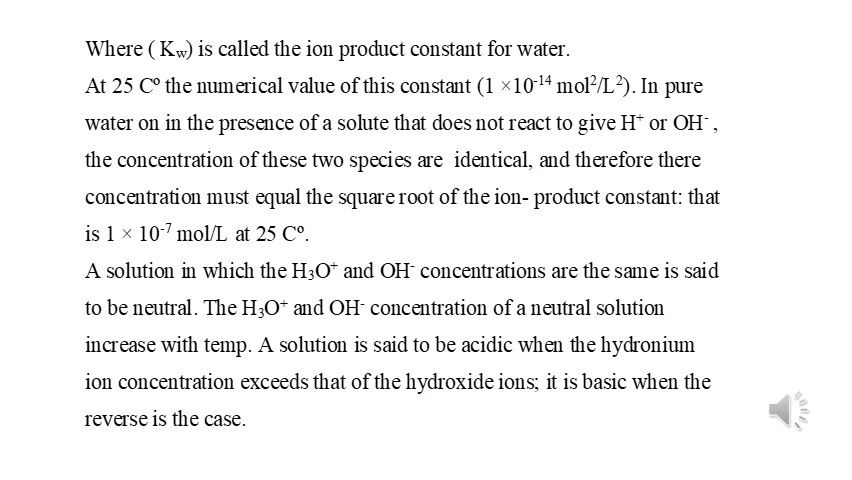 Where ( Kw) is called the ion product constant for water.
At 25 Cº the numerical value of this constant (1 ×10⁻¹⁴ mol²/L²). In pure
water on in the presence of a solute that does not react to give H⁺ or OH⁻ ,
the concentration of these two species are identical, and therefore there
concentration must equal the square root of the ion- product constant: that
is 1 × 10⁻⁷ mol/L at 25 Cº.
A solution in which the H₃O⁺ and OH⁻ concentrations are the same is said
to be neutral. The H₃O⁺ and OH⁻ concentration of a neutral solution
increase with temp. A solution is said to be acidic when the hydronium
ion concentration exceeds that of the hydroxide ions; it is basic when the
reverse is the case.